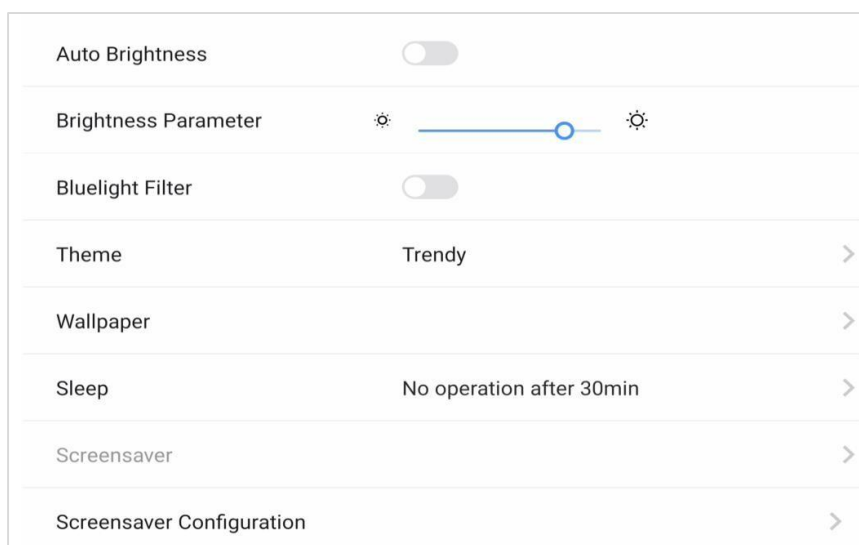 Auto Brightness
Brightness Parameter
Bluelight Filter
Theme Trendy
Wallpaper
Sleep No operation after 30min
Screensaver
Screensaver Configuration